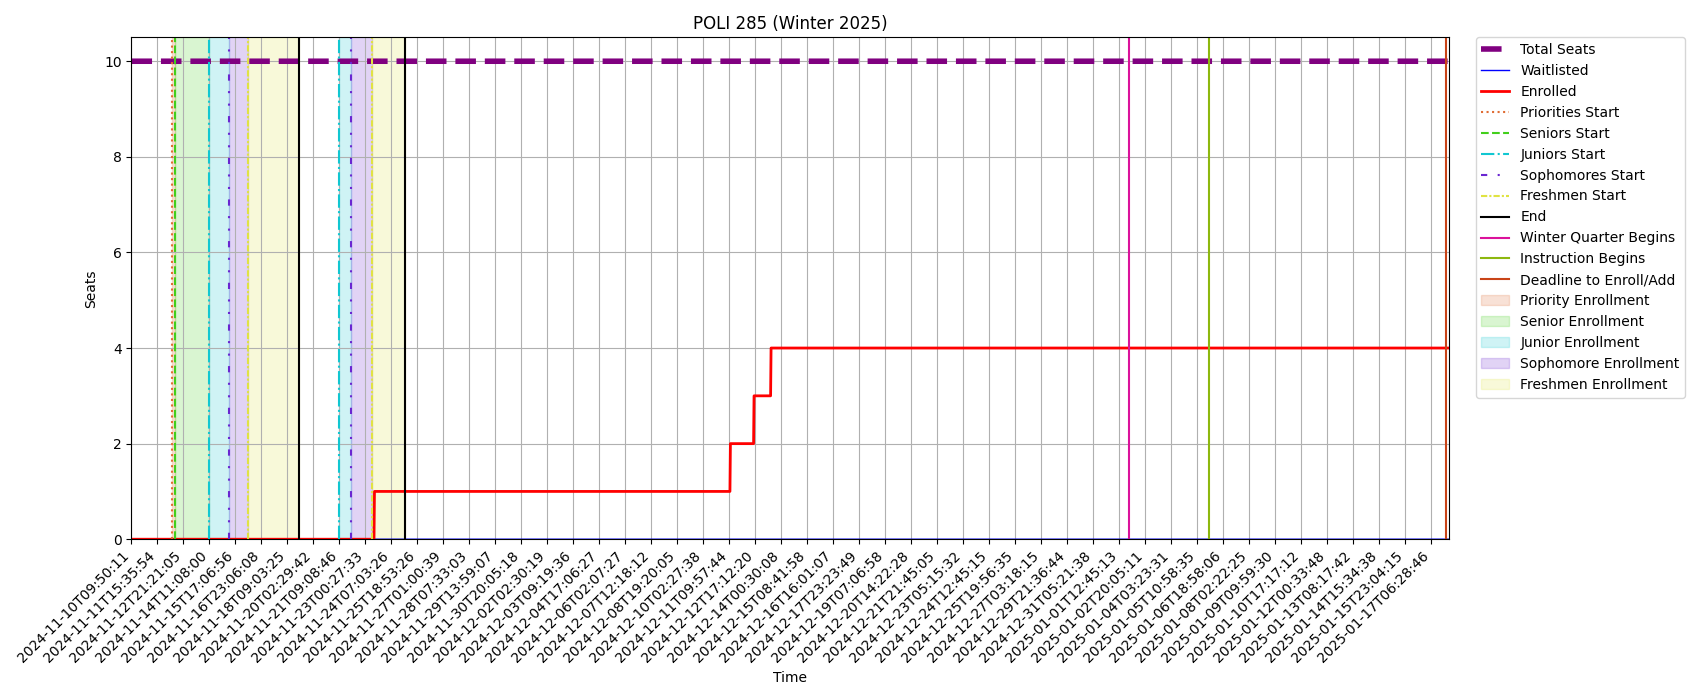 POLI 285 (Winter 2025)
Seats
10
8
6
4
2
0
2024-11-10T09:50:11
2024-11-11T15:35:54
2024-11-12T21:21:05
2024-11-14T11:08:00
2024-11-15T17:06:56
2024-11-16T23:06:08
2024-11-18T09:03:25
2024-11-20T02:29:42
2024-11-21T09:08:46
2024-11-23T00:27:33
2024-11-24T07:03:26
2024-11-25T18:53:26
2024-11-27T01:00:39
2024-11-28T07:33:03
2024-11-29T13:59:07
2024-11-30T20:05:18
2024-12-02T02:30:19
2024-12-03T09:19:36
2024-12-04T17:06:27
2024-12-06T02:07:27
2024-12-07T12:18:12
2024-12-08T19:20:05
2024-12-10T02:27:38
2024-12-11T09:57:44
2024-12-12T17:12:20
2024-12-14T00:30:08
2024-12-15T08:41:58
2024-12-16T16:01:07
2024-12-17T23:23:49
2024-12-19T07:06:58
2024-12-20T14:22:28
2024-12-21T21:45:05
2024-12-23T05:15:32
2024-12-24T12:45:15
2024-12-25T19:56:35
2024-12-27T03:18:15
2024-12-29T21:36:44
2024-12-31T05:21:38
2025-01-01T12:45:13
2025-01-02T20:05:11
2025-01-04T03:23:31
2025-01-05T10:58:35
2025-01-06T18:58:06
2025-01-08T02:22:25
2025-01-09T09:59:30
2025-01-10T17:17:12
2025-01-12T00:33:48
2025-01-13T08:17:42
2025-01-14T15:34:38
2025-01-15T23:04:15
2025-01-17T06:28:46
Time
Total Seats
Waitlisted
Enrolled
Priorities Start
Seniors Start
Juniors Start
Sophomores Start
Freshmen Start
End
Winter Quarter Begins
Instruction Begins
Deadline to Enroll/Add
Priority Enrollment
Senior Enrollment
Junior Enrollment
Sophomore Enrollment
Freshmen Enrollment